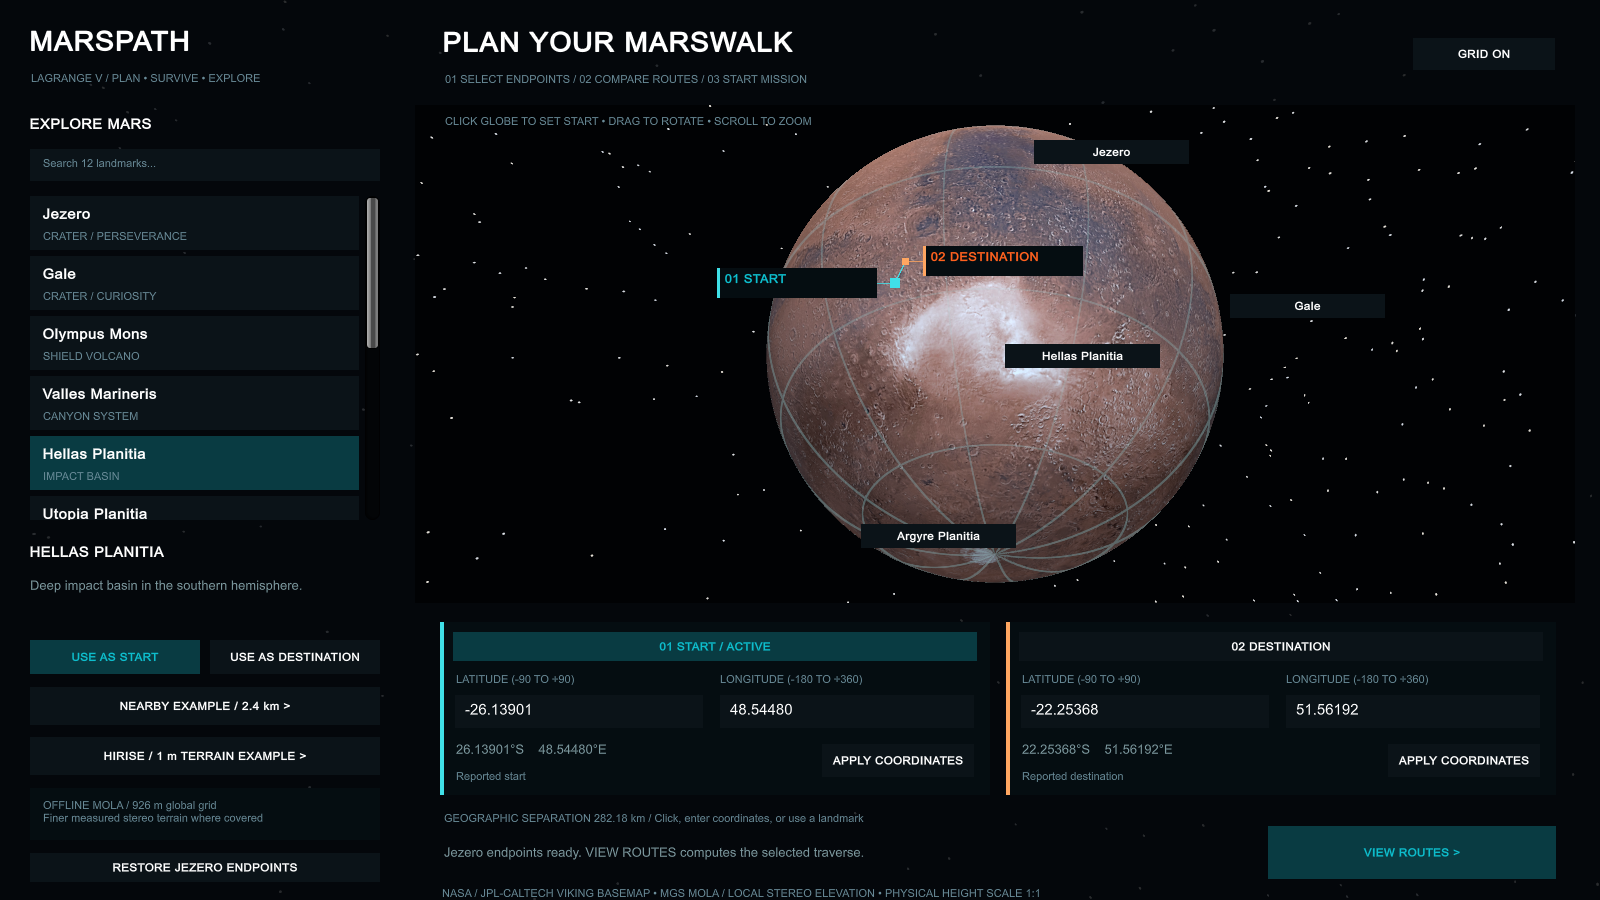 MARSPATH
LAGRANGE V / PLAN • SURVIVE • EXPLORE
EXPLORE MARS
Search 12 landmarks...
Jezero
CRATER / PERSEVERANCE
Gale
CRATER / CURIOSITY
Olympus Mons
SHIELD VOLCANO
Valles Marineris
CANYON SYSTEM
Hellas Planitia
IMPACT BASIN
Utopia Planitia
HELLAS PLANITIA
Deep impact basin in the southern hemisphere.
USE AS START
USE AS DESTINATION
NEARBY EXAMPLE / 2.4 km >
HIRISE / 1 m TERRAIN EXAMPLE >
OFFLINE MOLA / 926 m global grid
Finer measured stereo terrain where covered
RESTORE JEZERO ENDPOINTS
PLAN YOUR MARSWALK
01 SELECT ENDPOINTS / 02 COMPARE ROUTES / 03 START MISSION
GRID ON
CLICK GLOBE TO SET START • DRAG TO ROTATE • SCROLL TO ZOOM
Jezero
02 DESTINATION
01 START
Gale
Hellas Planitia
Argyre Planitia
01 START / ACTIVE
LATITUDE (-90 TO +90)
LONGITUDE (-180 TO +360)
-26.13901
48.54480
26.13901°S 48.54480°E
Reported start
APPLY COORDINATES
02 DESTINATION
LATITUDE (-90 TO +90)
LONGITUDE (-180 TO +360)
-22.25368
51.56192
22.25368°S 51.56192°E
Reported destination
APPLY COORDINATES
GEOGRAPHIC SEPARATION 282.18 km / Click, enter coordinates, or use a landmark
Jezero endpoints ready. VIEW ROUTES computes the selected traverse.
VIEW ROUTES >
NASA / JPL-CALTECH VIKING BASEMAP • MGS MOLA / LOCAL STEREO ELEVATION • PHYSICAL HEIGHT SCALE 1:1